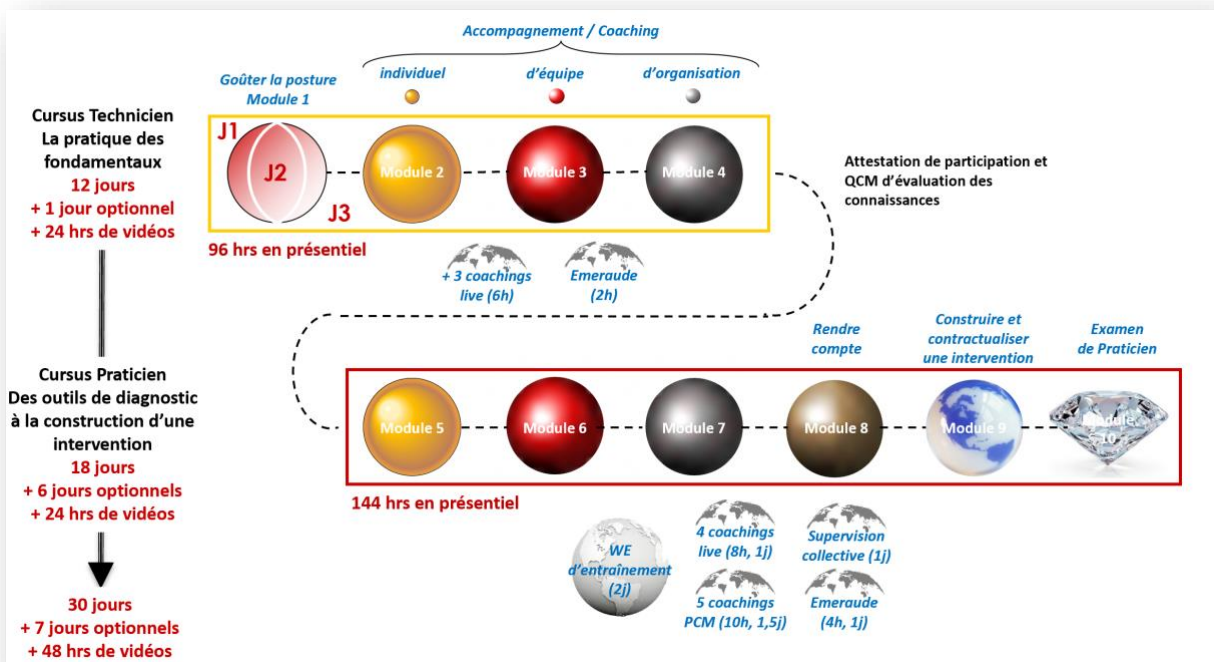 Accompagnement / Coaching
Goûter la posture
Module 1
individuel
d'équipe
d'organisation
Cursus Technicien
La pratique des
fondamentaux
12 jours
+ 1 jour optionnel
+ 24 hrs de vidéos
J1
J2
J3
Module 2
Module 3
Module 4
Attestation de participation et
QCM d'évaluation des
connaissances
96 hrs en présentiel
+ 3 coachings
live (6h)
Emeraude
(2h)
Rendre
compte
Construire et
contractualiser
une intervention
Examen
de Praticien
Cursus Praticien
Des outils de diagnostic
à la construction d'une
intervention
18 jours
+ 6 jours optionnels
+ 24 hrs de vidéos
Module 5
Module 6
Module 7
Module 8
Module 9
Module
10
144 hrs en présentiel
WE
d'entraînement
(2j)
4 coachings
live (8h, 1j)
Supervision
collective (1j)
5 coachings
PCM (10h, 1,5j)
Emeraude
(4h, 1j)
30 jours
+ 7 jours optionnels
+ 48 hrs de vidéos